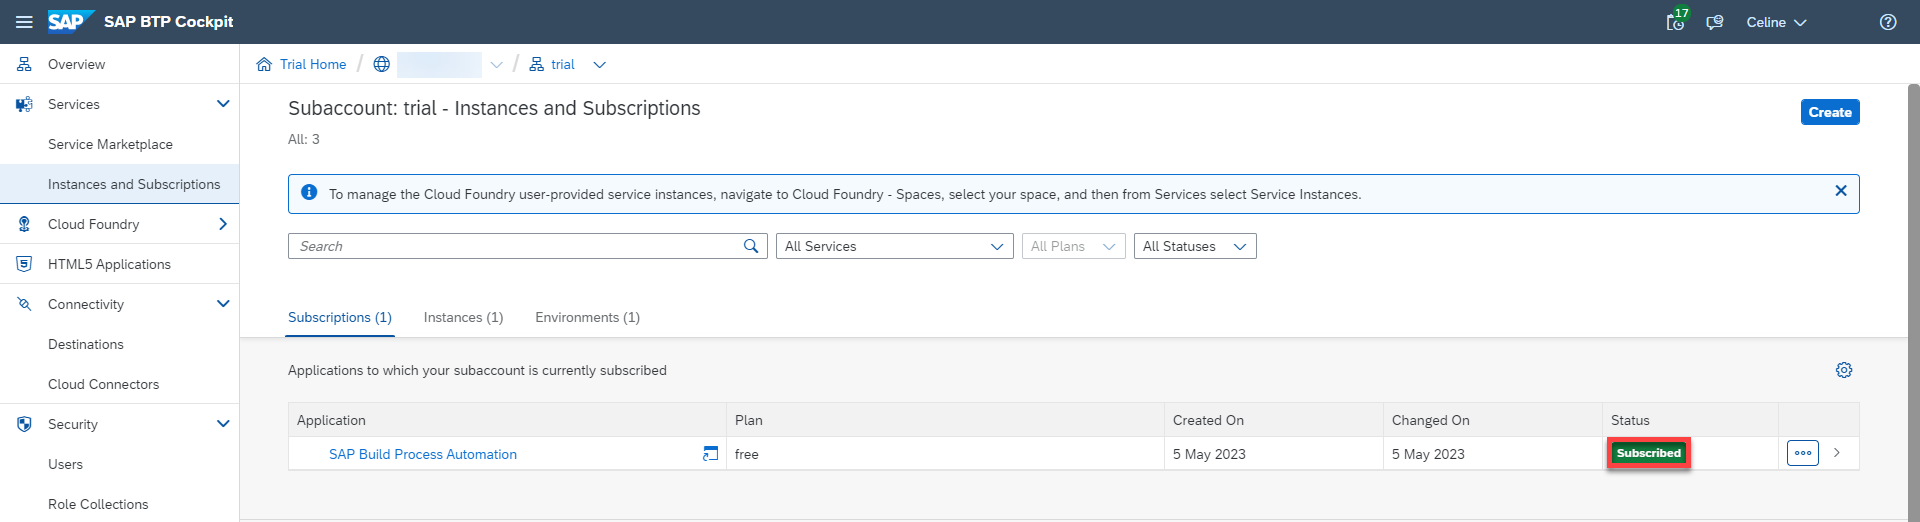 SAP SAP BTP Cockpit 17 Celine
Overview
Services
Service Marketplace
Instances and Subscriptions
Cloud Foundry
HTML5 Applications
Connectivity
Destinations
Cloud Connectors
Security
Users
Role Collections
Trial Home / / trial
Subaccount: trial - Instances and Subscriptions
Create
All: 3
To manage the Cloud Foundry user-provided service instances, navigate to Cloud Foundry - Spaces, select your space, and then from Services select Service Instances.
Search All Services All Plans All Statuses
Subscriptions (1) Instances (1) Environments (1)
Applications to which your subaccount is currently subscribed
Application Plan Created On Changed On Status
SAP Build Process Automation free 5 May 2023 5 May 2023 Subscribed